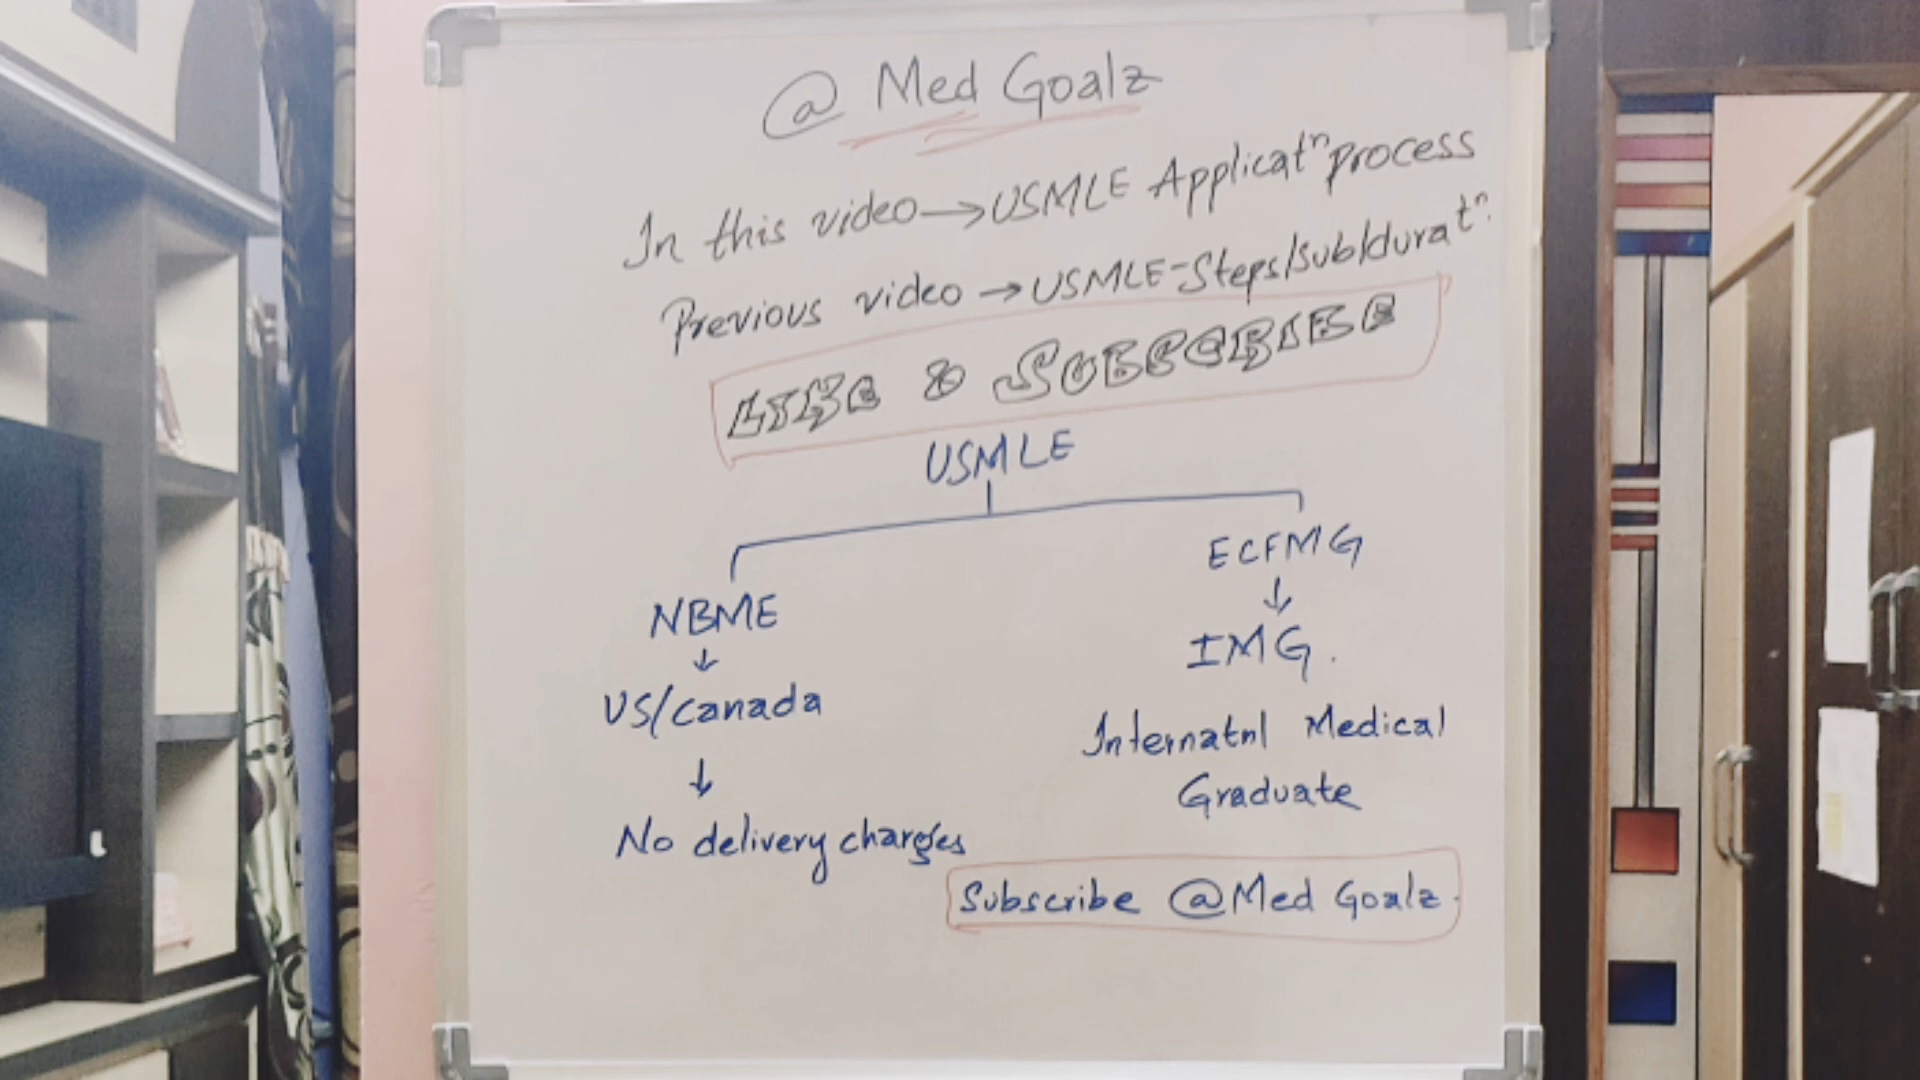 @ Med Goalz
In this video → USMLE Applicatⁿ process
Previous video → USMLE-Steps/sub/duratⁿ.
LIKE & SUBSCRIBE
USMLE
NBME
↓
US/Canada
↓
No delivery charges
ECFMG
↓
IMG.
Internatnl Medical
Graduate
Subscribe @Med Goalz.